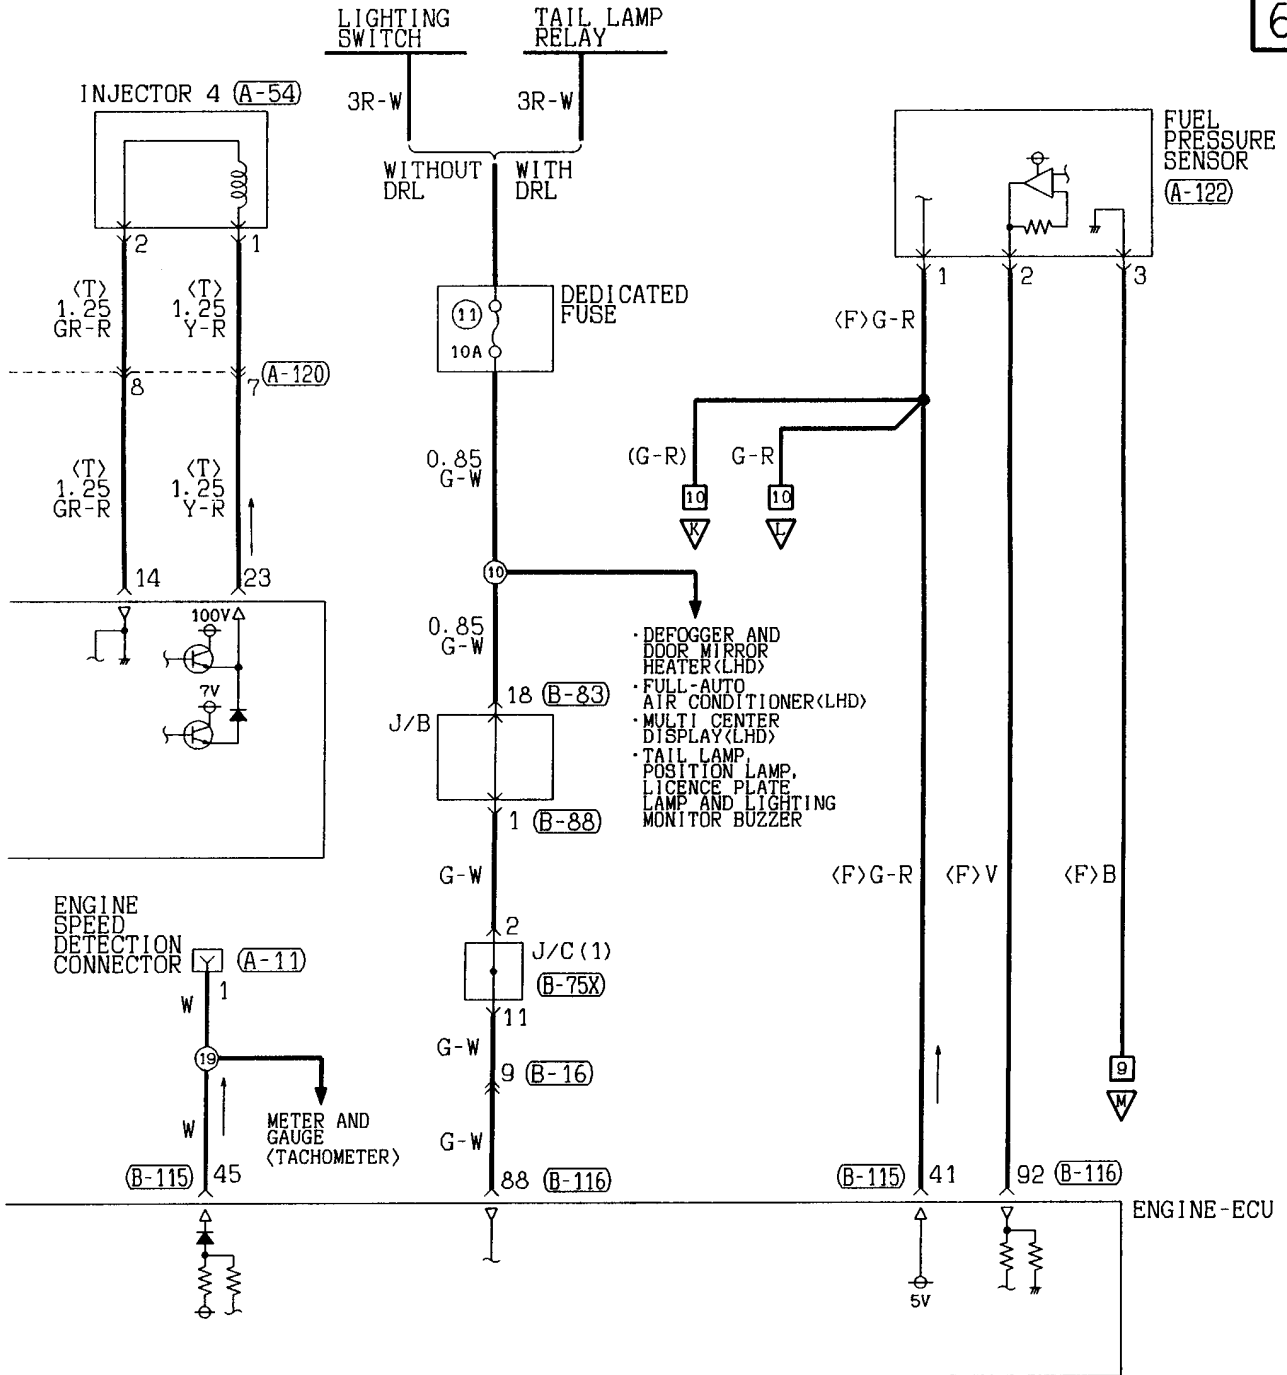 LIGHTING
SWITCH
TAIL LAMP
RELAY
6
INJECTOR 4 (A-54)
3R-W
3R-W
WITHOUT
DRL
WITH
DRL
FUEL
PRESSURE
SENSOR
(A-122)
2
1
1
2
3
<T>
1.25
GR-R
<T>
1.25
Y-R
11
10A
DEDICATED
FUSE
<F>G-R
8
7
(A-120)
<T>
1.25
GR-R
<T>
1.25
Y-R
0.85
G-W
(G-R)
G-R
10
10
K
L
14
23
10
100V
7V
0.85
G-W
・DEFOGGER AND
DOOR MIRROR
HEATER<LHD>
・FULL-AUTO
AIR CONDITIONER<LHD>
・MULTI CENTER
DISPLAY<LHD>
・TAIL LAMP,
POSITION LAMP,
LICENCE PLATE
LAMP AND LIGHTING
MONITOR BUZZER
18 (B-83)
J/B
1 (B-88)
G-W
<F>G-R
<F>V
<F>B
ENGINE
SPEED
DETECTION
CONNECTOR
(A-11)
2
J/C(1)
(B-75X)
W
1
11
19
G-W
9 (B-16)
9
M
W
METER AND
GAUGE
<TACHOMETER>
G-W
(B-115) 45
88 (B-116)
(B-115) 41
92 (B-116)
ENGINE-ECU
5V